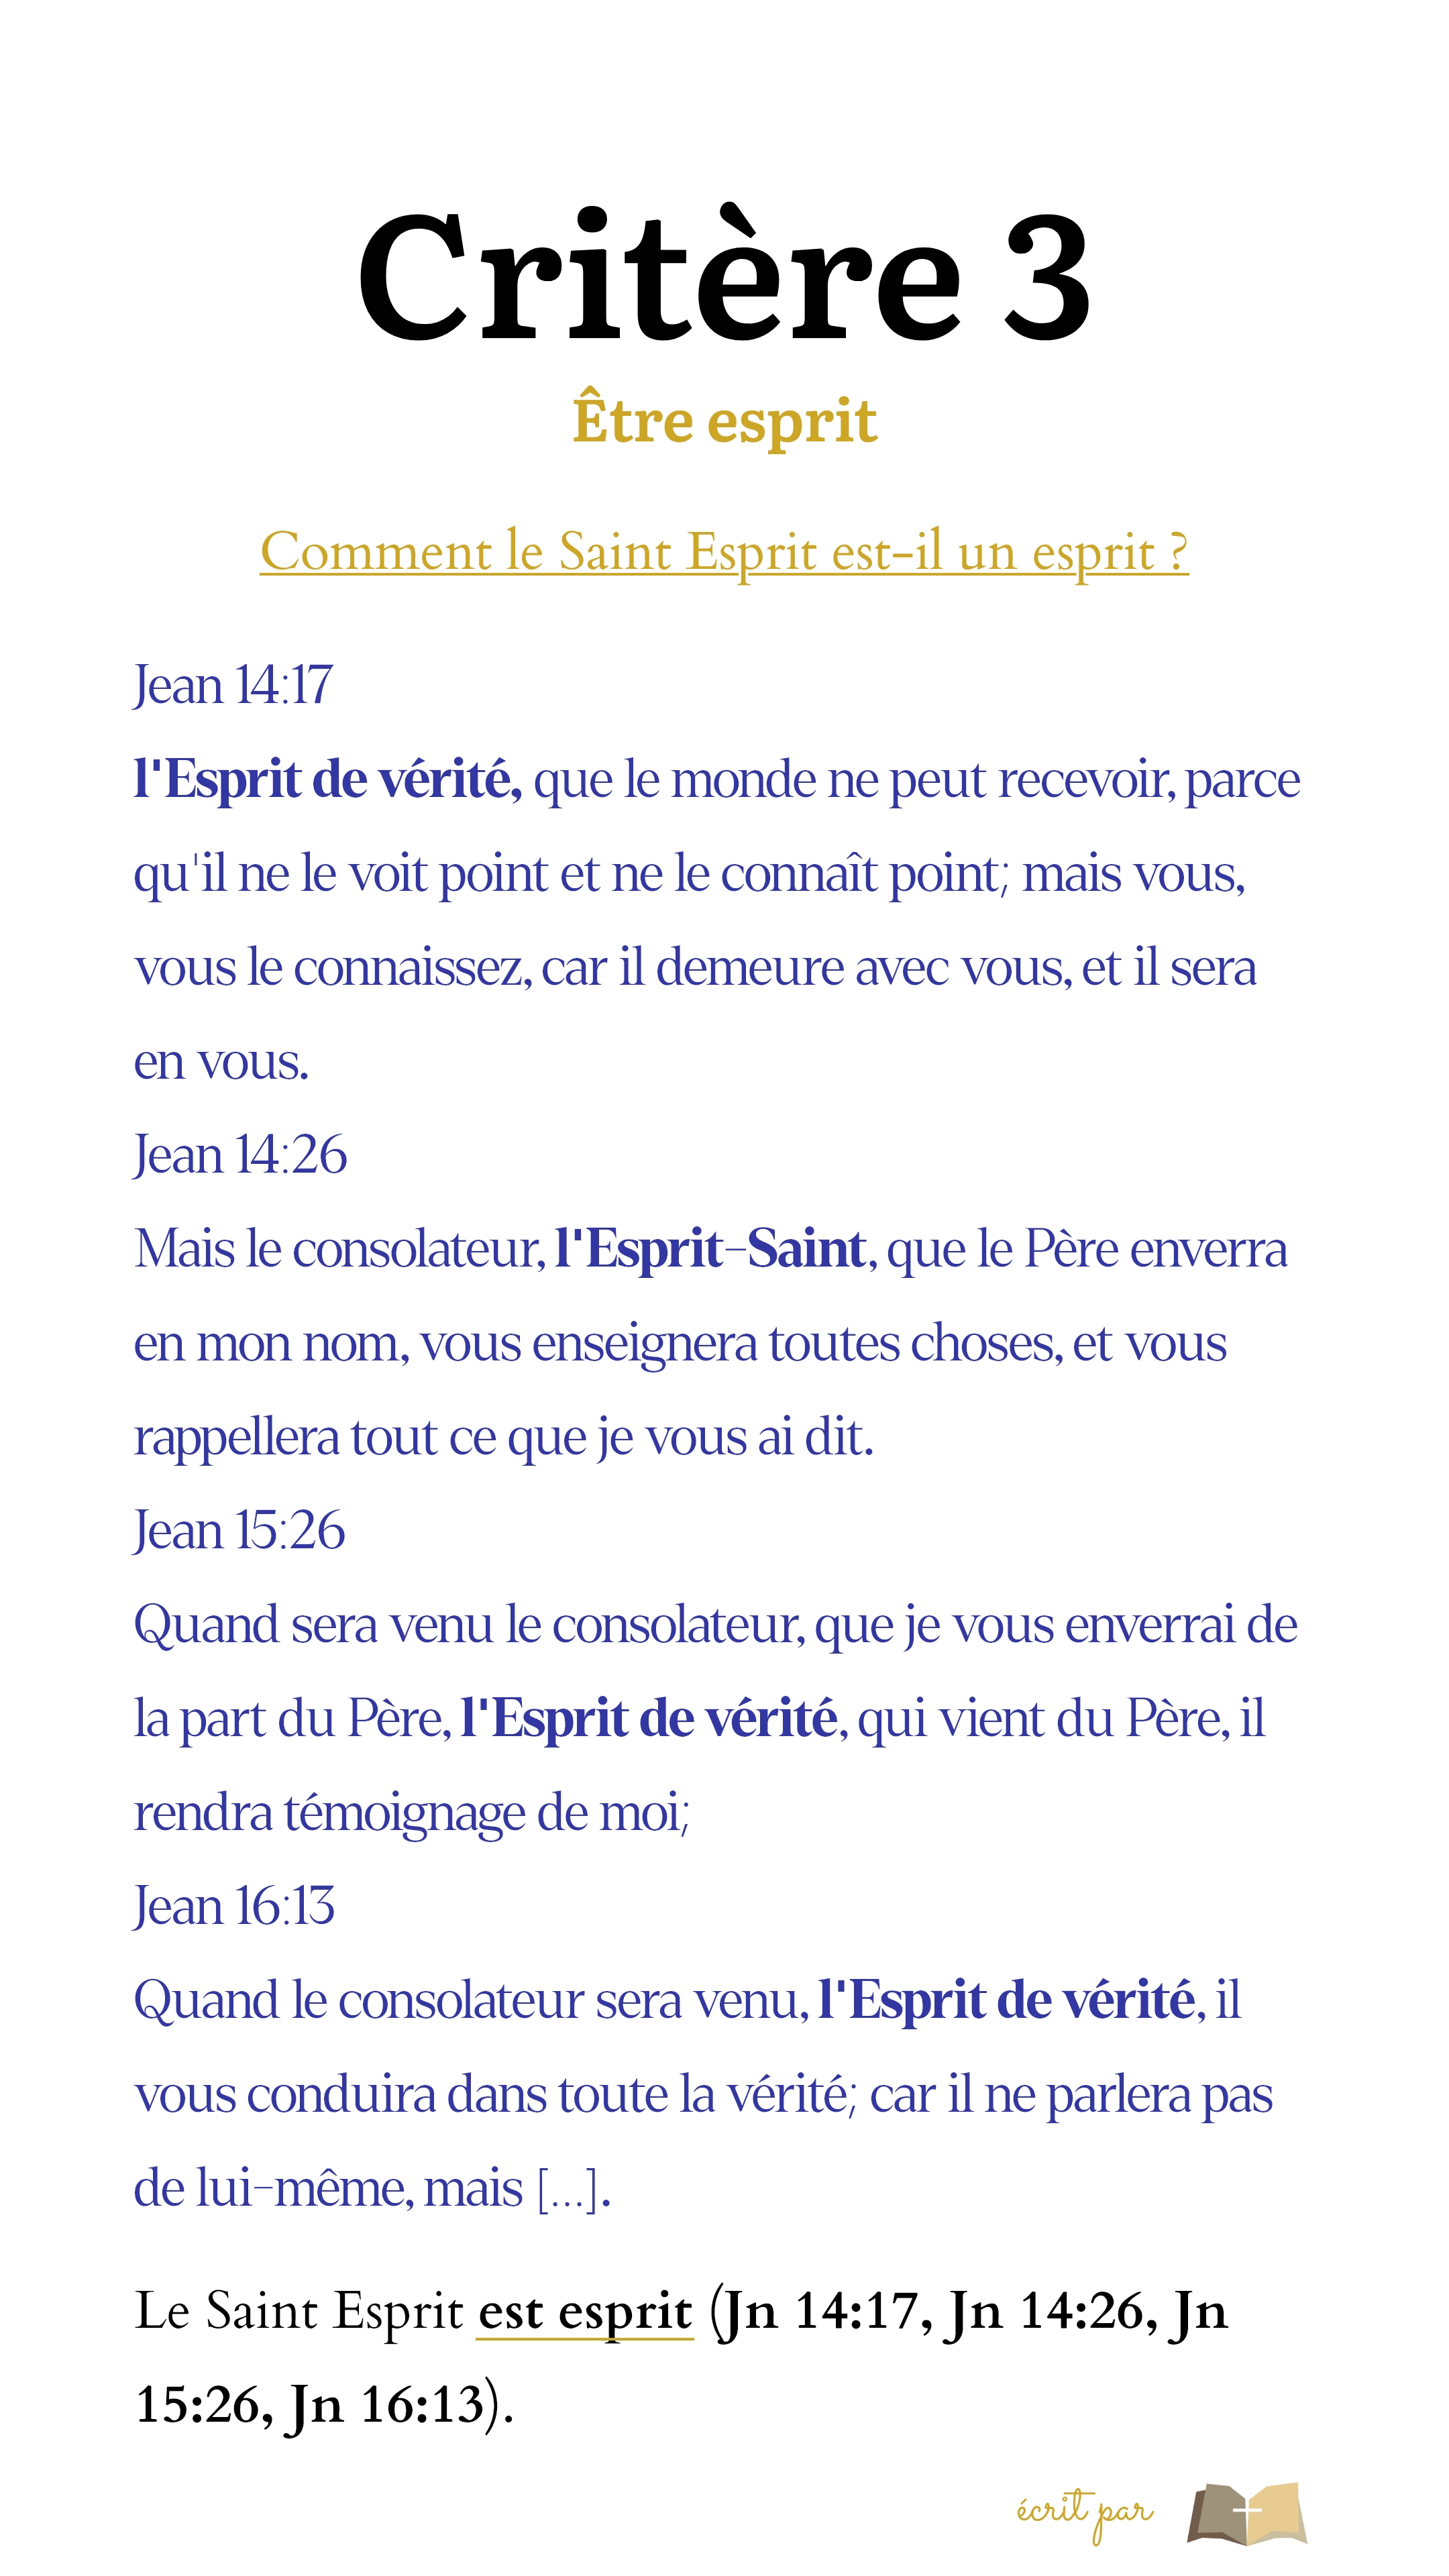 Critère 3
Être esprit
Comment le Saint Esprit est-il un esprit ?
Jean 14:17
l'Esprit de vérité, que le monde ne peut recevoir, parce
qu'il ne le voit point et ne le connaît point; mais vous,
vous le connaissez, car il demeure avec vous, et il sera
en vous.
Jean 14:26
Mais le consolateur, l'Esprit-Saint, que le Père enverra
en mon nom, vous enseignera toutes choses, et vous
rappellera tout ce que je vous ai dit.
Jean 15:26
Quand sera venu le consolateur, que je vous enverrai de
la part du Père, l'Esprit de vérité, qui vient du Père, il
rendra témoignage de moi;
Jean 16:13
Quand le consolateur sera venu, l'Esprit de vérité, il
vous conduira dans toute la vérité; car il ne parlera pas
de lui-même, mais [...].
Le Saint Esprit est esprit (Jn 14:17, Jn 14:26, Jn
15:26, Jn 16:13).
écrit par